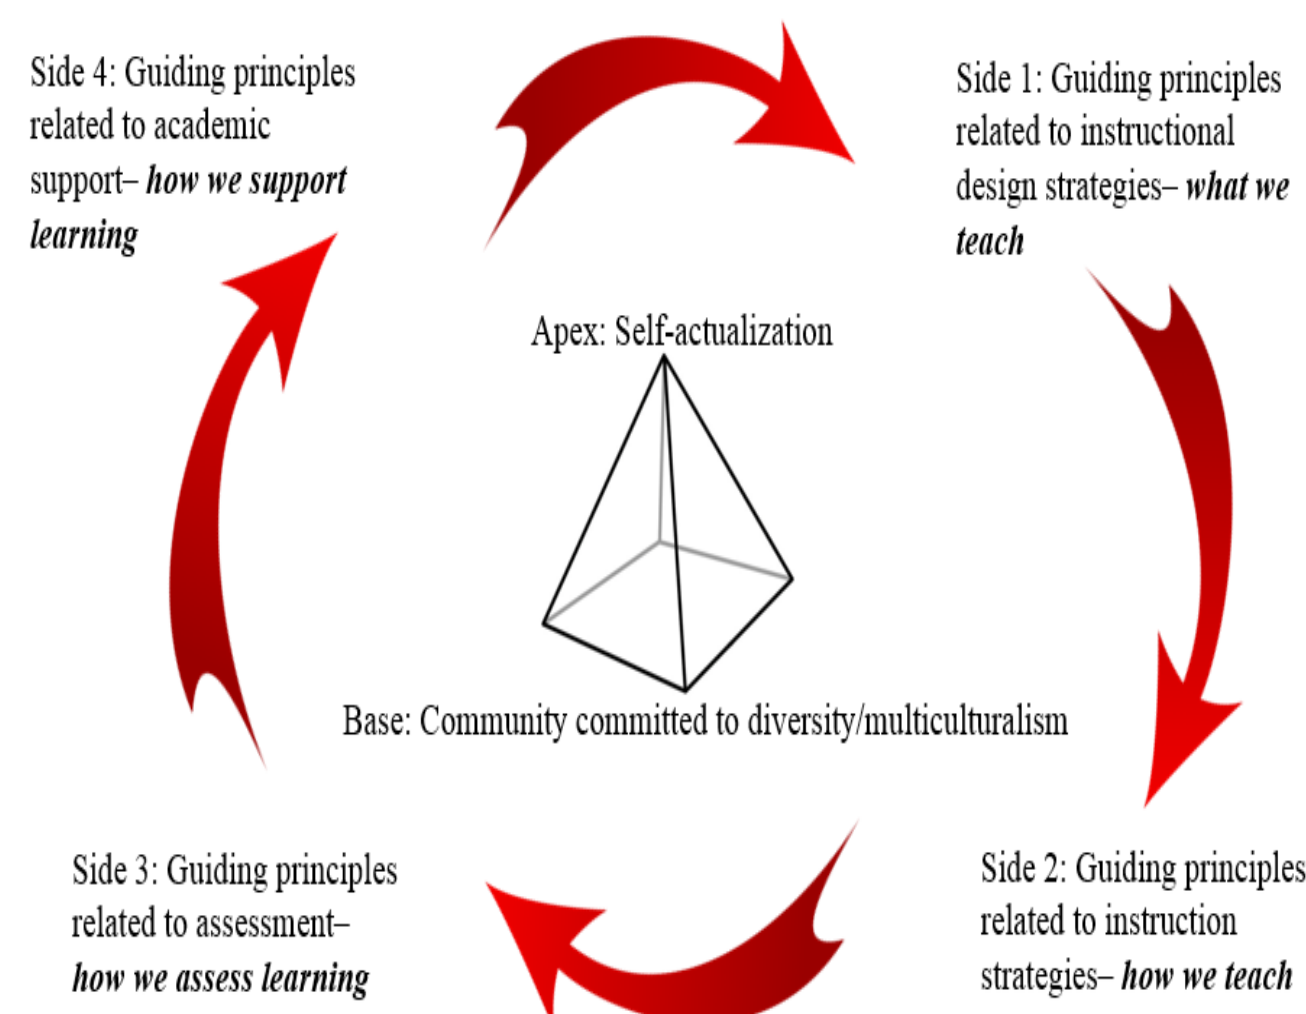 Side 4: Guiding principles
related to academic
support– how we support
learning
Side 1: Guiding principles
related to instructional
design strategies– what we
teach
Apex: Self-actualization
Base: Community committed to diversity/multiculturalism
Side 3: Guiding principles
related to assessment–
how we assess learning
Side 2: Guiding principles
related to instruction
strategies– how we teach